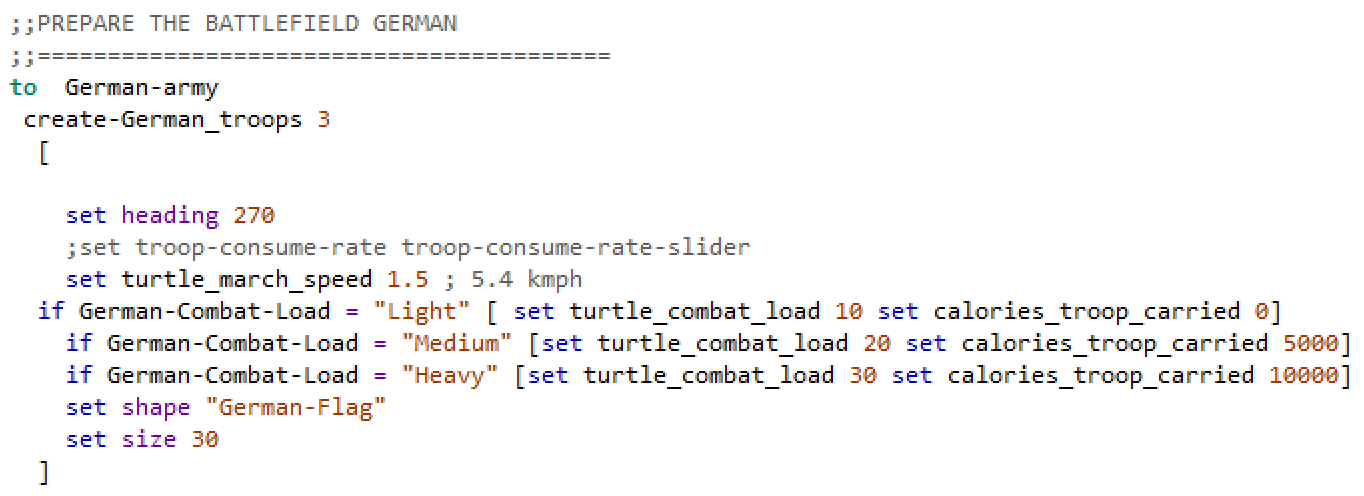 ;;PREPARE THE BATTLEFIELD GERMAN
;;=========================================
to  German-army
 create-German_troops 3
  [

    set heading 270
    ;set troop-consume-rate troop-consume-rate-slider
    set turtle_march_speed 1.5 ; 5.4 kmph
  if German-Combat-Load = "Light" [ set turtle_combat_load 10 set calories_troop_carried 0]
    if German-Combat-Load = "Medium" [set turtle_combat_load 20 set calories_troop_carried 5000]
    if German-Combat-Load = "Heavy" [set turtle_combat_load 30 set calories_troop_carried 10000]
    set shape "German-Flag"
    set size 30
  ]